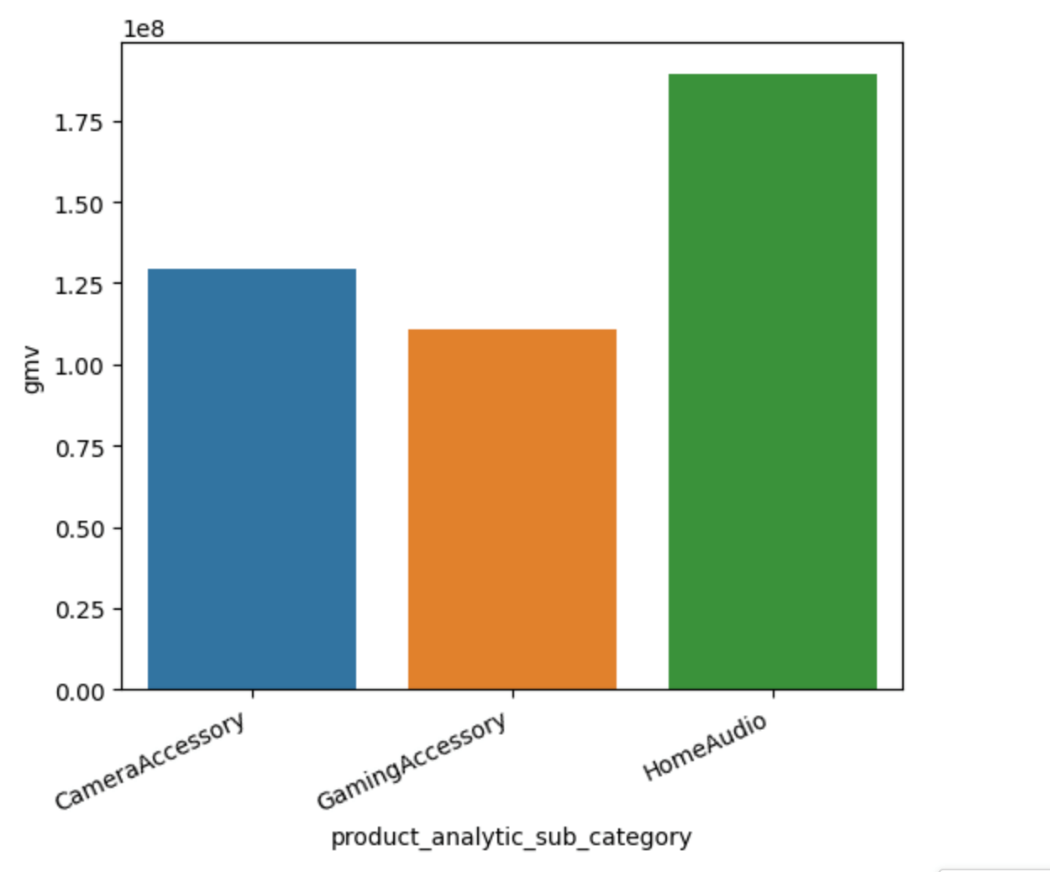 1e8
1.75
1.50
1.25
1.00
0.75
0.50
0.25
0.00
gmv
CameraAccessory
GamingAccessory
HomeAudio
product_analytic_sub_category